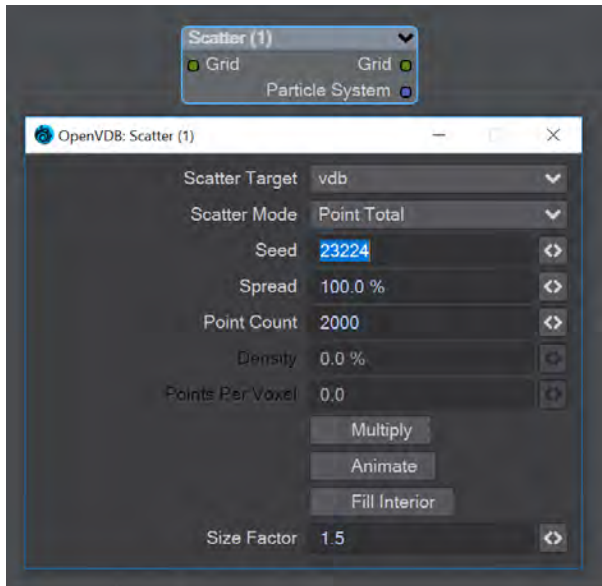 Scatter (1)
Grid Grid
Particle System
OpenVDB: Scatter (1)
Scatter Target vdb
Scatter Mode Point Total
Seed 23224
Spread 100.0 %
Point Count 2000
Density 0.0 %
Points Per Voxel 0.0
Multiply
Animate
Fill Interior
Size Factor 1.5